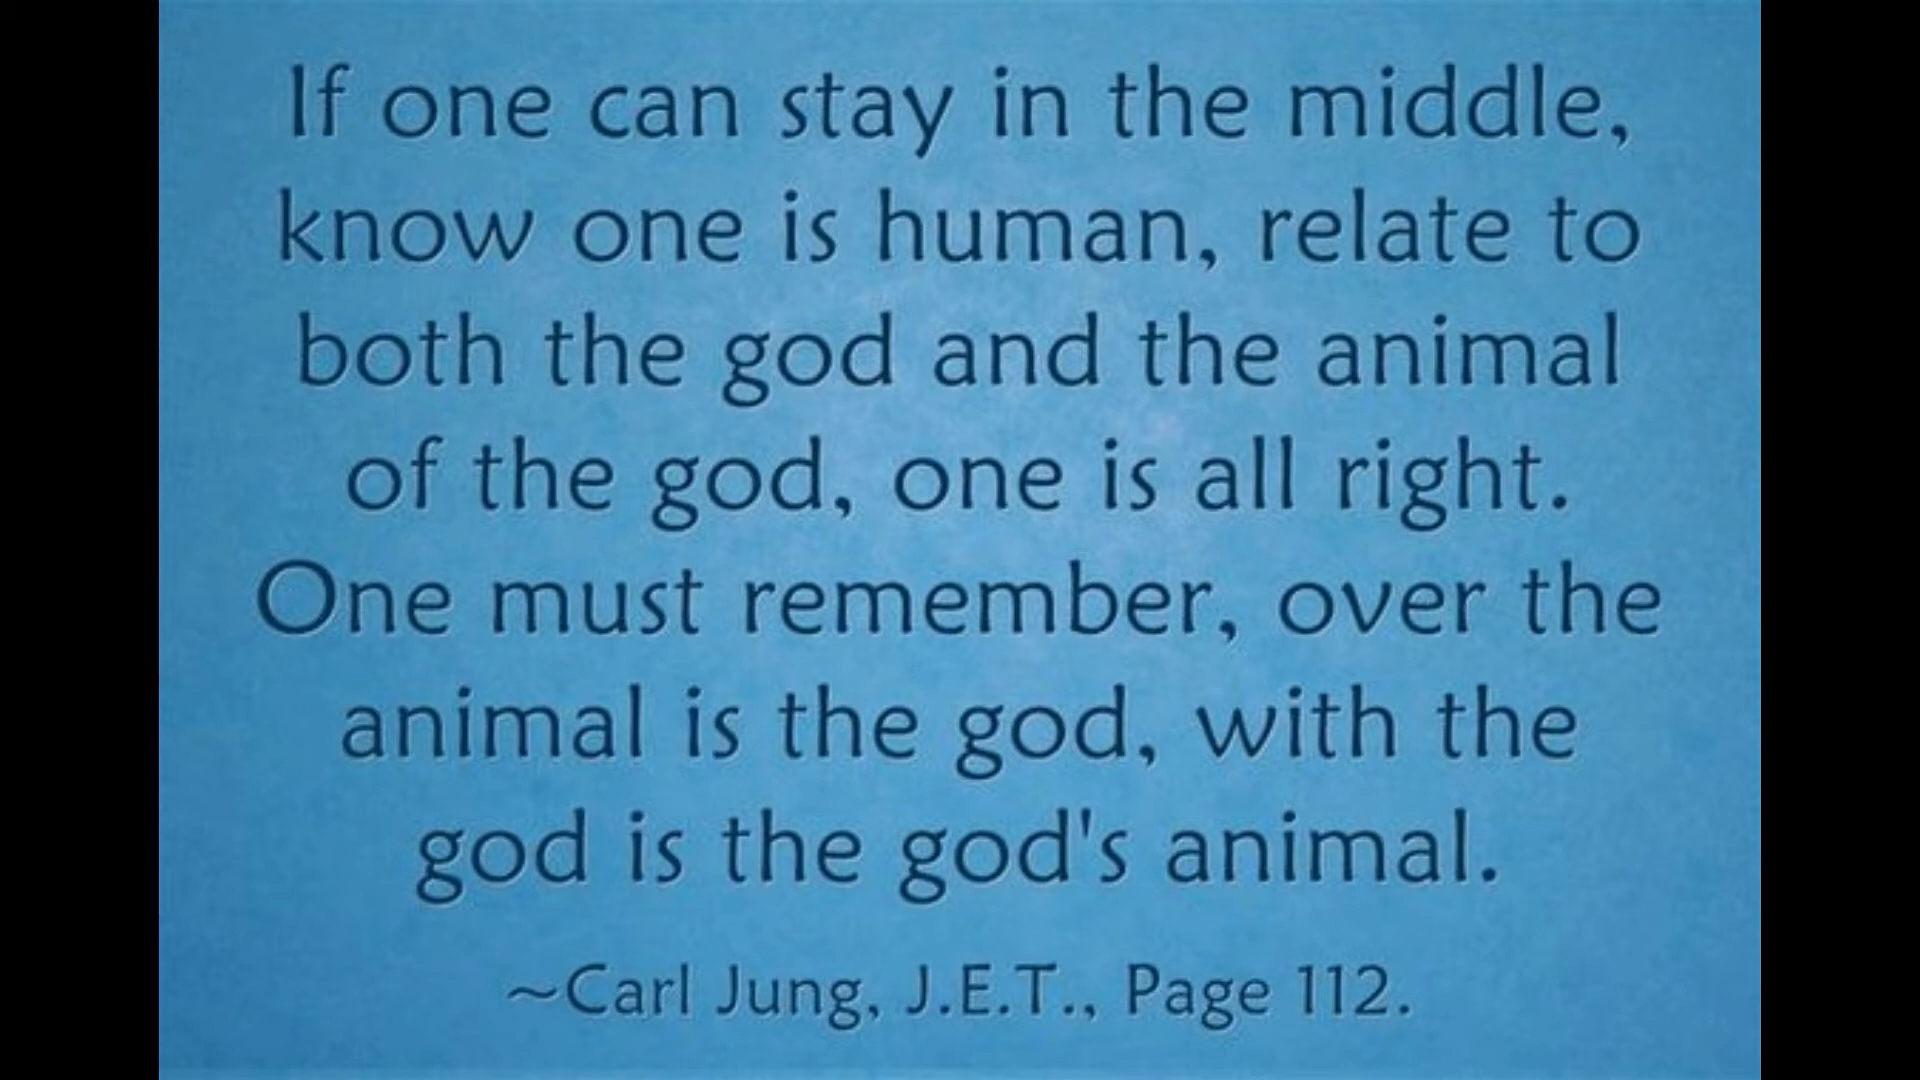 If one can stay in the middle,
know one is human, relate to
both the god and the animal
of the god, one is all right.
One must remember, over the
animal is the god, with the
god is the god's animal.
~Carl Jung, J.E.T., Page 112.